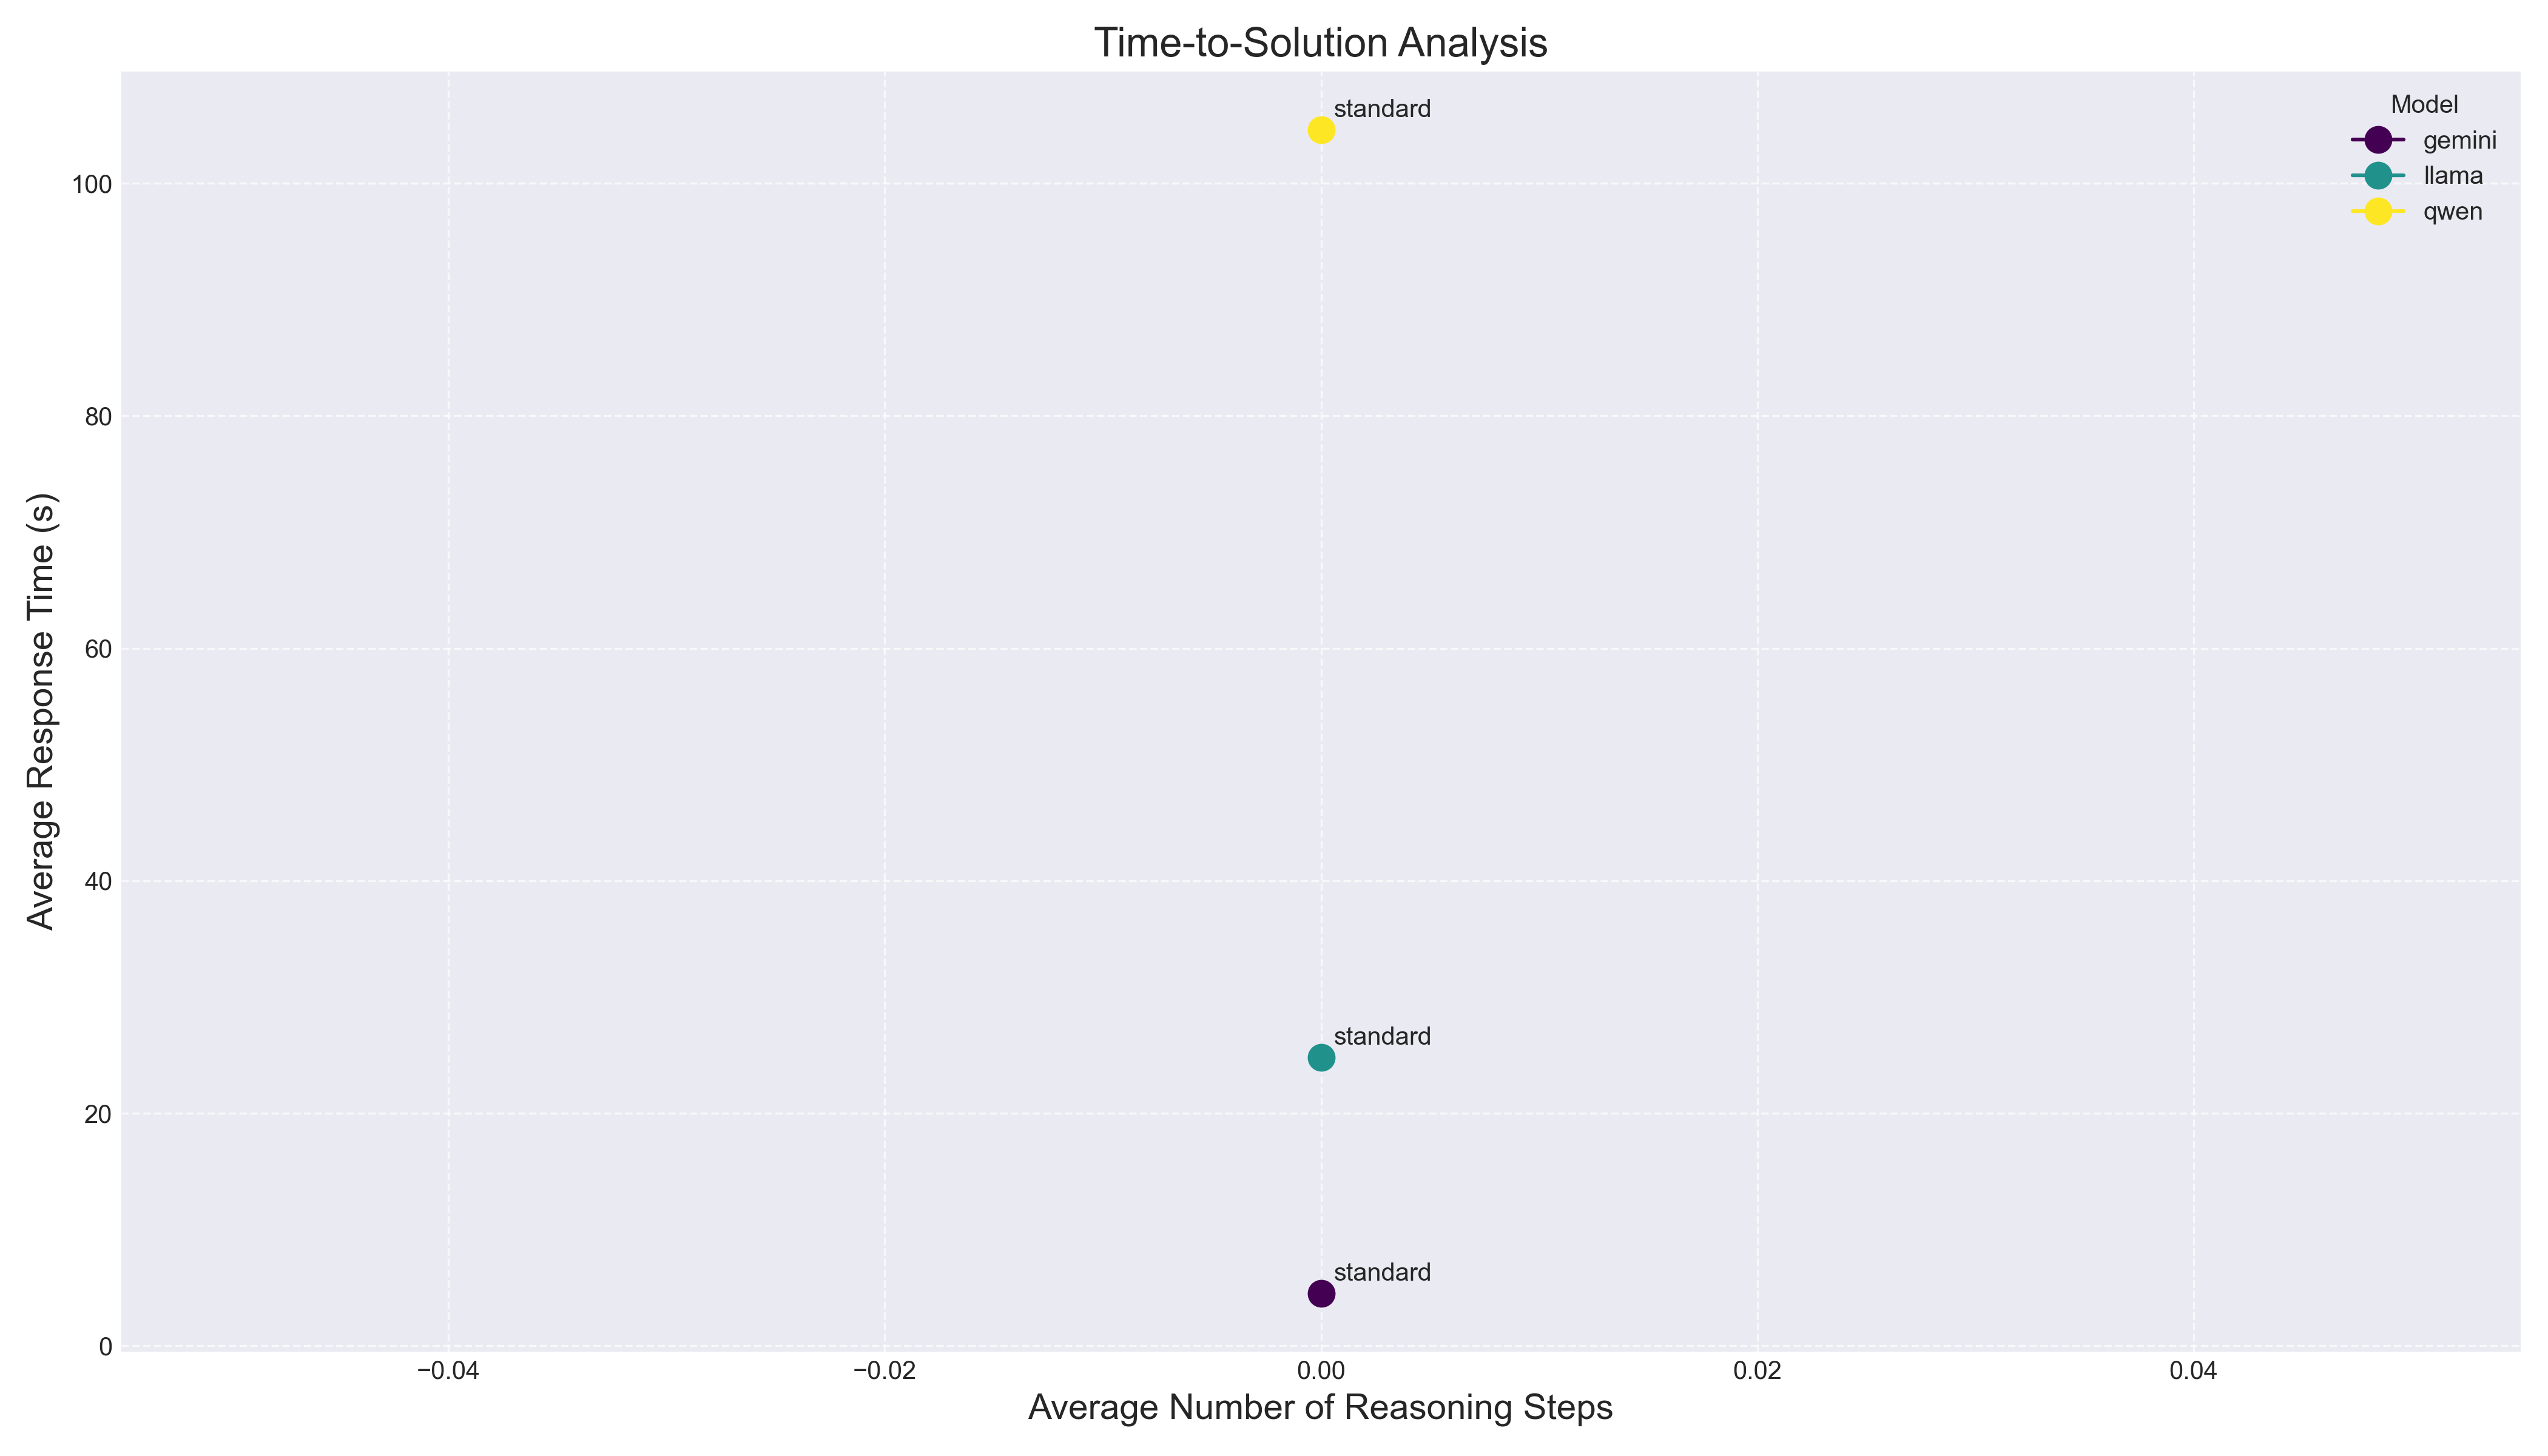 Time-to-Solution Analysis
standard
Model
gemini
llama
qwen
100
80
60
40
20
0
standard
standard
Average Response Time (s)
−0.04
−0.02
0.00
0.02
0.04
Average Number of Reasoning Steps